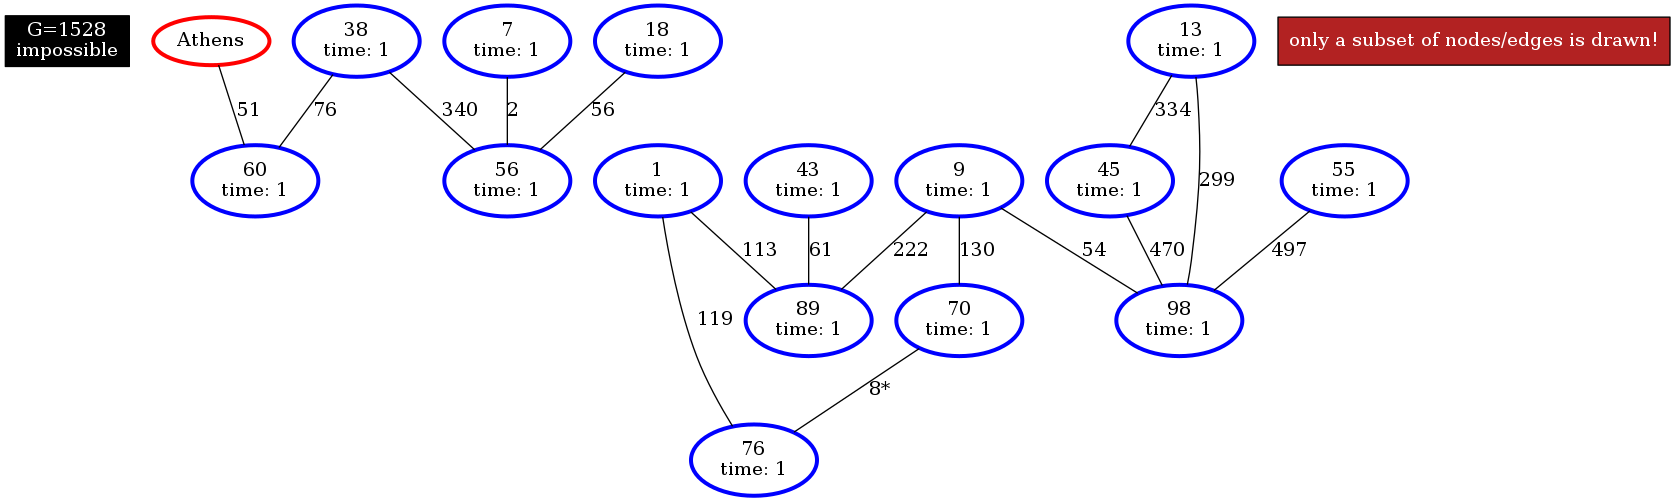 G=1528
impossible
Athens
38
time: 1
7
time: 1
18
time: 1
13
time: 1
only a subset of nodes/edges is drawn!
51
76
340
2
56
334
60
time: 1
56
time: 1
1
time: 1
43
time: 1
9
time: 1
45
time: 1
299
55
time: 1
113
61
222
130
54
470
497
119
89
time: 1
70
time: 1
98
time: 1
8*
76
time: 1